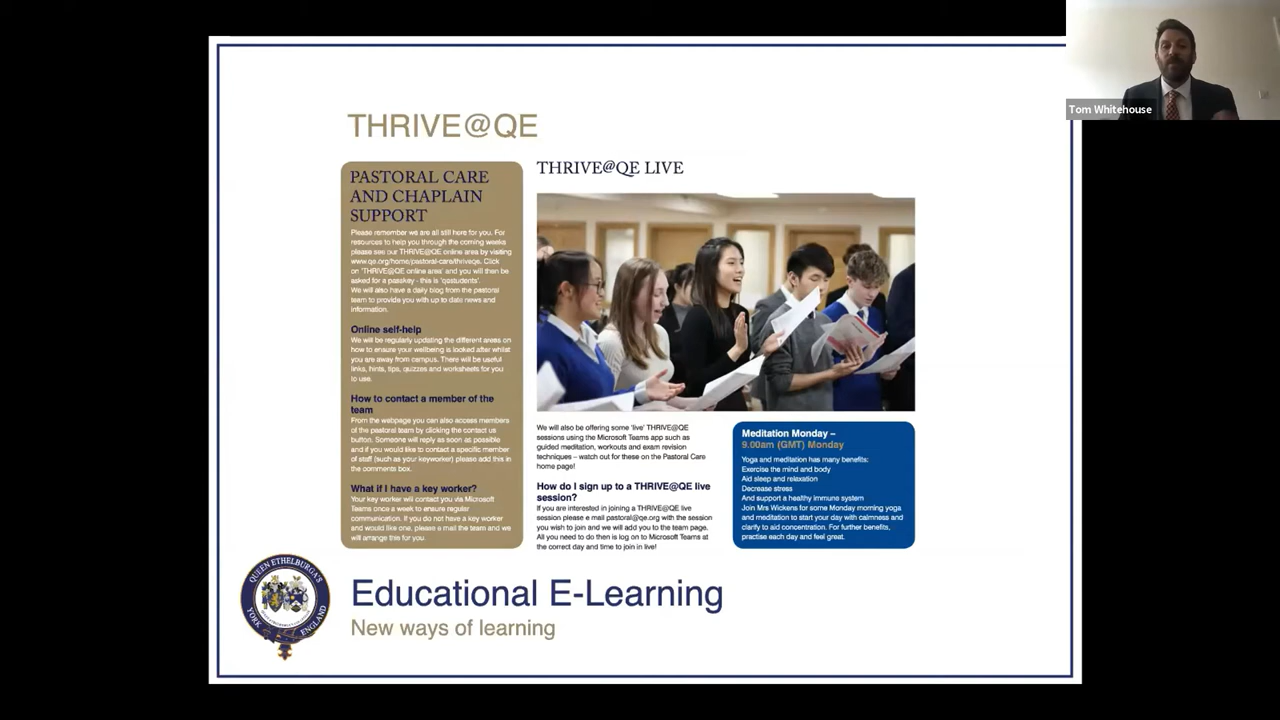 Tom Whitehouse
THRIVE@QE
PASTORAL CARE
AND CHAPLAIN
SUPPORT
Please remember we are all still here for you. For
resources to help you through the coming weeks
please see our THRIVE@QE online area by visiting
www.qe.org/home/pastoral-care/thriveqe. Click
on 'THRIVE@QE online area' and you will then be
asked for a passkey - this is 'qestudents'.
We will also have a daily blog from the pastoral
team to provide you with up to date news and
information.
Online self-help
We will be regularly updating the different areas on
how to ensure your wellbeing is looked after whilst
you are away from campus. There will be useful
links, hints, tips, quizzes and worksheets for you
to use.
How to contact a member of the
team
From the webpage you can also access members
of the pastoral team by clicking the contact us
button. Someone will reply as soon as possible
and if you would like to contact a specific member
of staff (such as your keyworker) please add this in
the comments box.
What if I have a key worker?
Your key worker will contact you via Microsoft
Teams once a week to ensure regular
communication. If you do not have a key worker
and would like one, please e mail the team and we
will arrange this for you.
THRIVE@QE LIVE
We will also be offering some 'live' THRIVE@QE
sessions using the Microsoft Teams app such as
guided meditation, workouts and exam revision
techniques – watch out for these on the Pastoral Care
home page!
How do I sign up to a THRIVE@QE live
session?
If you are interested in joining a THRIVE@QE live
session please e mail pastoral@qe.org with the session
you wish to join and we will add you to the team page.
All you need to do then is log on to Microsoft Teams at
the correct day and time to join in live!
Meditation Monday –
9.00am (GMT) Monday
Yoga and meditation has many benefits:
Exercise the mind and body
Aid sleep and relaxation
Decrease stress
And support a healthy immune system
Join Mrs Wickens for some Monday morning yoga
and meditation to start your day with calmness and
clarify to aid concentration. For further benefits,
practise each day and feel great.
QUEEN ETHELBURGA'S
YORK ENGLAND
Educational E-Learning
New ways of learning